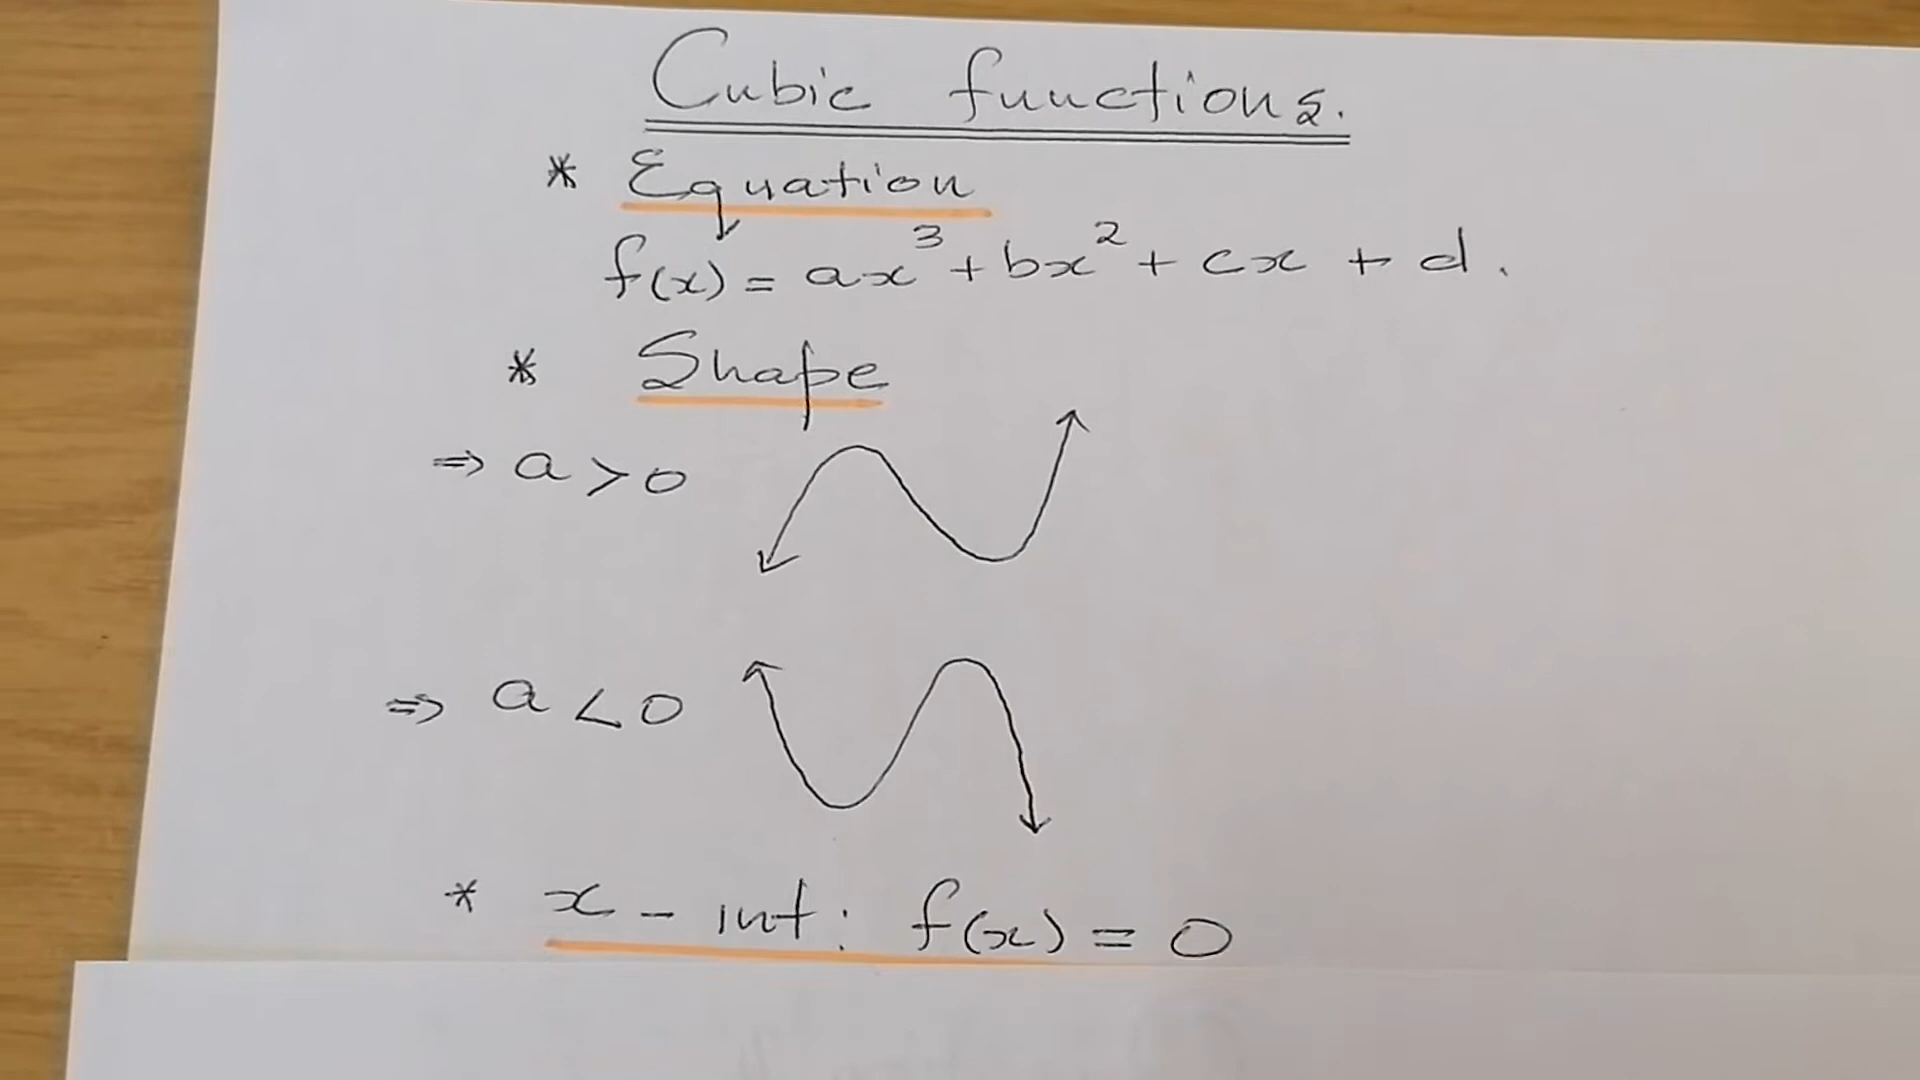 Cubic functions.
* Equation
f(x) = ax³ + bx² + cx + d.
* Shape
⇒ a > 0
⇒ a < 0
* x - int: f(x) = 0